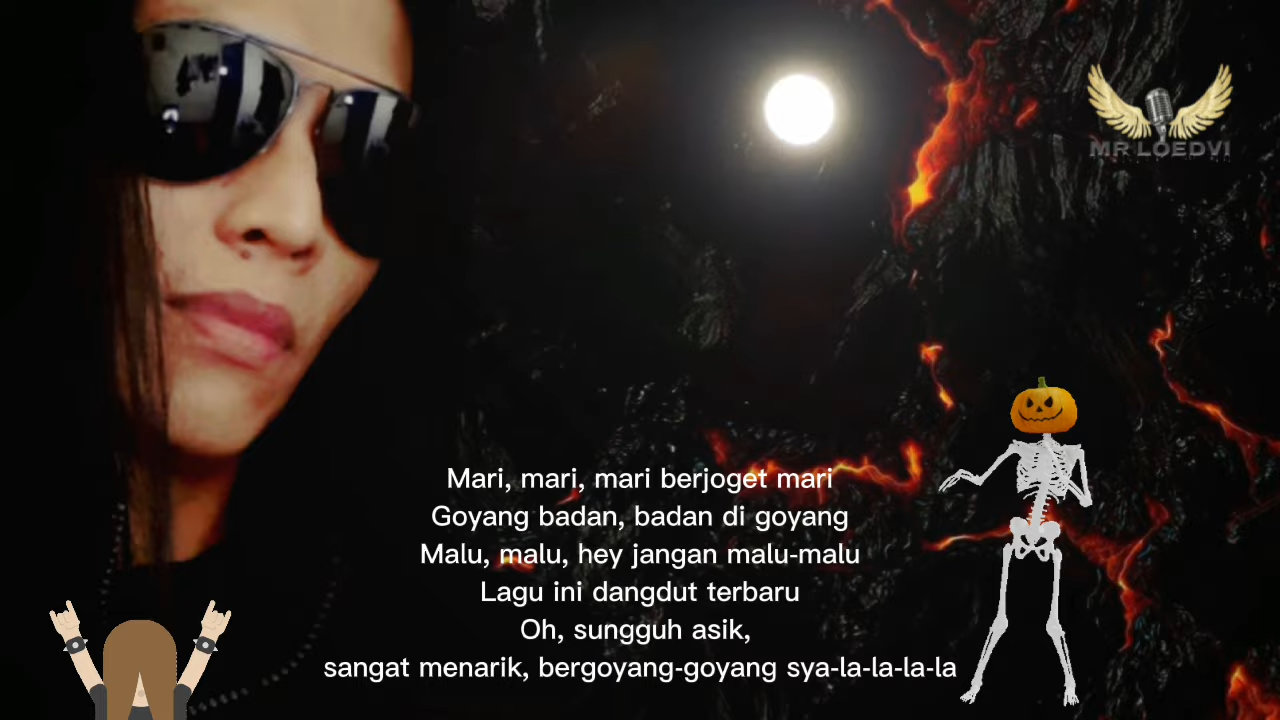 MR LOEDVI
Mari, mari, mari berjoget mari
Goyang badan, badan di goyang
Malu, malu, hey jangan malu-malu
Lagu ini dangdut terbaru
Oh, sungguh asik,
sangat menarik, bergoyang-goyang sya-la-la-la-la